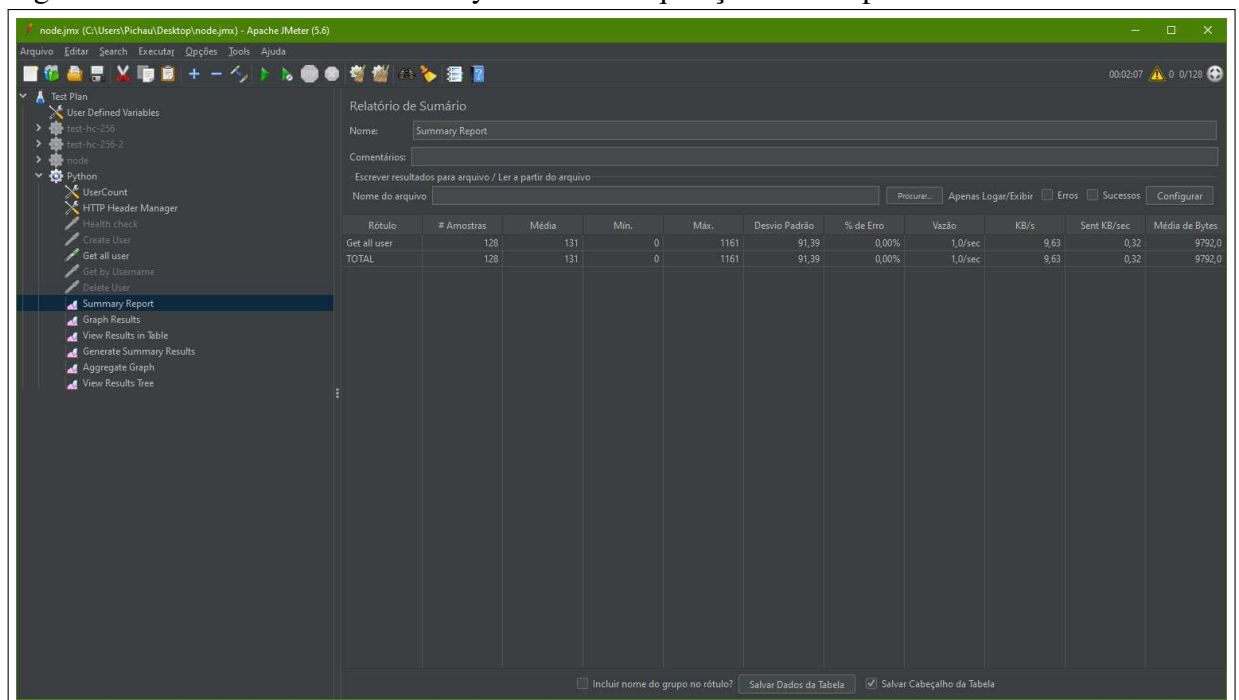 node.jmx (C:\Users\Pichau\Desktop\node.jmx) - Apache JMeter (5.6)
Arquivo Editar Search Executar Opções Tools Ajuda
00:02:07 0 0/128
Test Plan
User Defined Variables
test-hc-256
test-hc-256-2
node
Python
UserCount
HTTP Header Manager
Health check
Create User
Get all user
Get by Username
Delete User
Summary Report
Graph Results
View Results in Table
Generate Summary Results
Aggregate Graph
View Results Tree
Relatório de Sumário
Nome: Summary Report
Comentários:
Escrever resultados para arquivo / Ler a partir do arquivo
Nome do arquivo Procurar... Apenas Logar/Exibir Erros Sucessos Configurar
Rótulo # Amostras Média Mín. Máx. Desvio Padrão % de Erro Vazão KB/s Sent KB/sec Média de Bytes
Get all user 128 131 0 1161 91,39 0,00% 1,0/sec 9,63 0,32 9792,0
TOTAL 128 131 0 1161 91,39 0,00% 1,0/sec 9,63 0,32 9792,0
Incluir nome do grupo no rótulo? Salvar Dados da Tabela Salvar Cabeçalho da Tabela